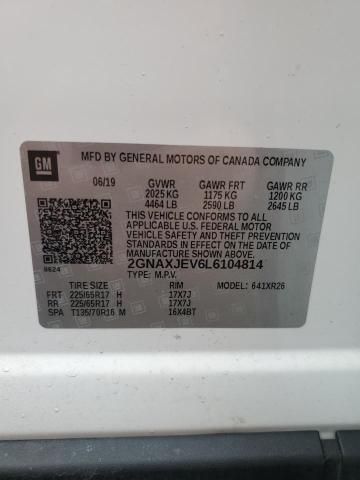 GM
MFD BY GENERAL MOTORS OF CANADA COMPANY
06/19 GVWR GAWR FRT GAWR RR
2025 KG 1175 KG 1200 KG
4464 LB 2590 LB 2645 LB
THIS VEHICLE CONFORMS TO ALL
APPLICABLE U.S. FEDERAL MOTOR
VEHICLE SAFETY, BUMPER, AND THEFT
PREVENTION STANDARDS IN EFFECT ON THE
DATE OF MANUFACTURE SHOWN ABOVE.
8624 2GNAXJEV6L6104814
TYPE: M.P.V.
TIRE SIZE RIM MODEL: 641XR26
FRT 225/65R17 H 17X7J
RR 225/65R17 H 17X7J
SPA T135/70R16 M 16X4BT